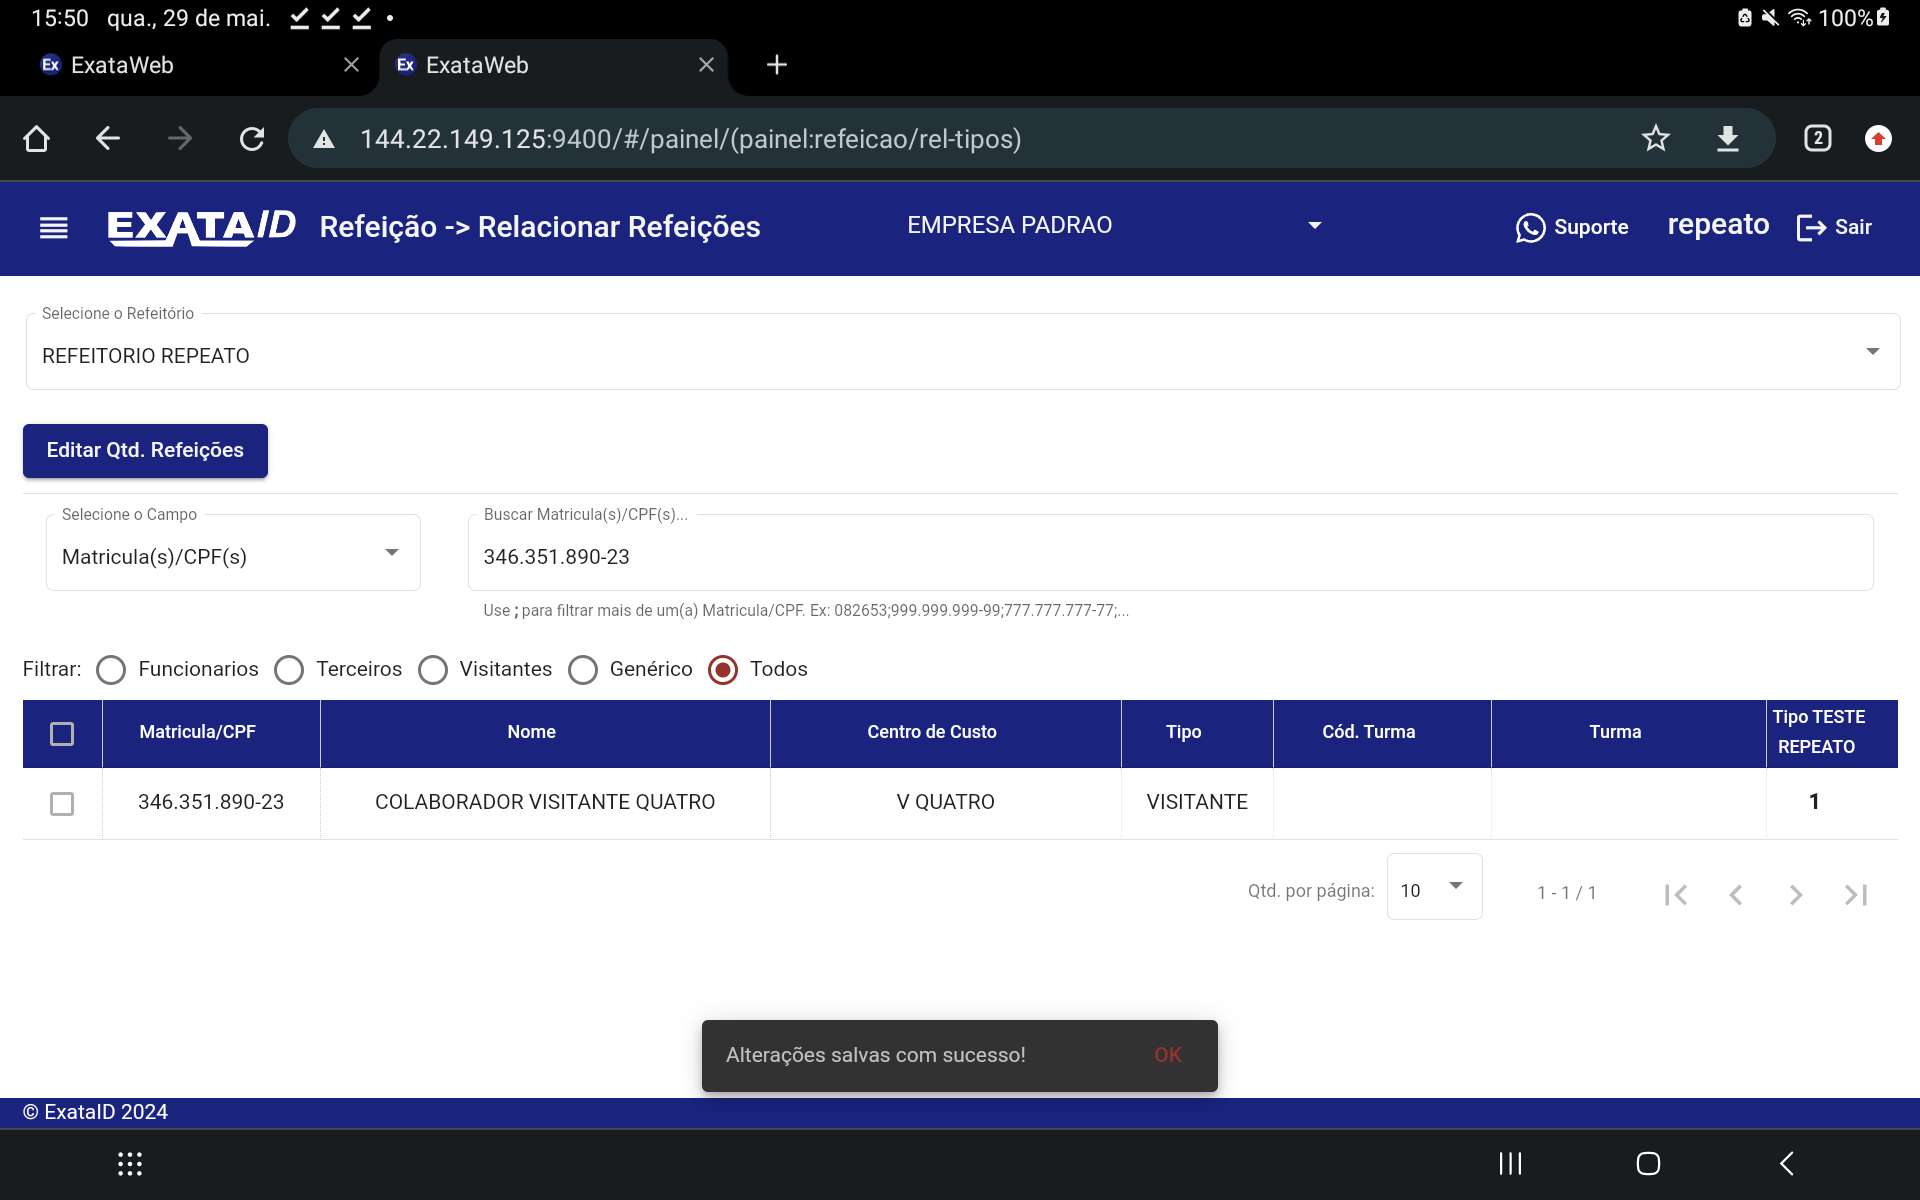 15:50 qua., 29 de mai. 100%
Ex ExataWeb Ex ExataWeb
144.22.149.125:9400/#/painel/(painel:refeicao/rel-tipos) 2
EXATAID Refeição -> Relacionar Refeições EMPRESA PADRAO Suporte repeato Sair
Selecione o Refeitório
REFEITORIO REPEATO
Editar Qtd. Refeições
Selecione o Campo Buscar Matricula(s)/CPF(s)...
Matricula(s)/CPF(s) 346.351.890-23
Use ; para filtrar mais de um(a) Matricula/CPF. Ex: 082653;999.999.999-99;777.777.777-77;...
Filtrar: Funcionarios Terceiros Visitantes Genérico Todos
Matricula/CPF Nome Centro de Custo Tipo Cód. Turma Turma Tipo TESTE
REPEATO
346.351.890-23 COLABORADOR VISITANTE QUATRO V QUATRO VISITANTE 1
Qtd. por página: 10 1 - 1 / 1
Alterações salvas com sucesso! OK
© ExataID 2024